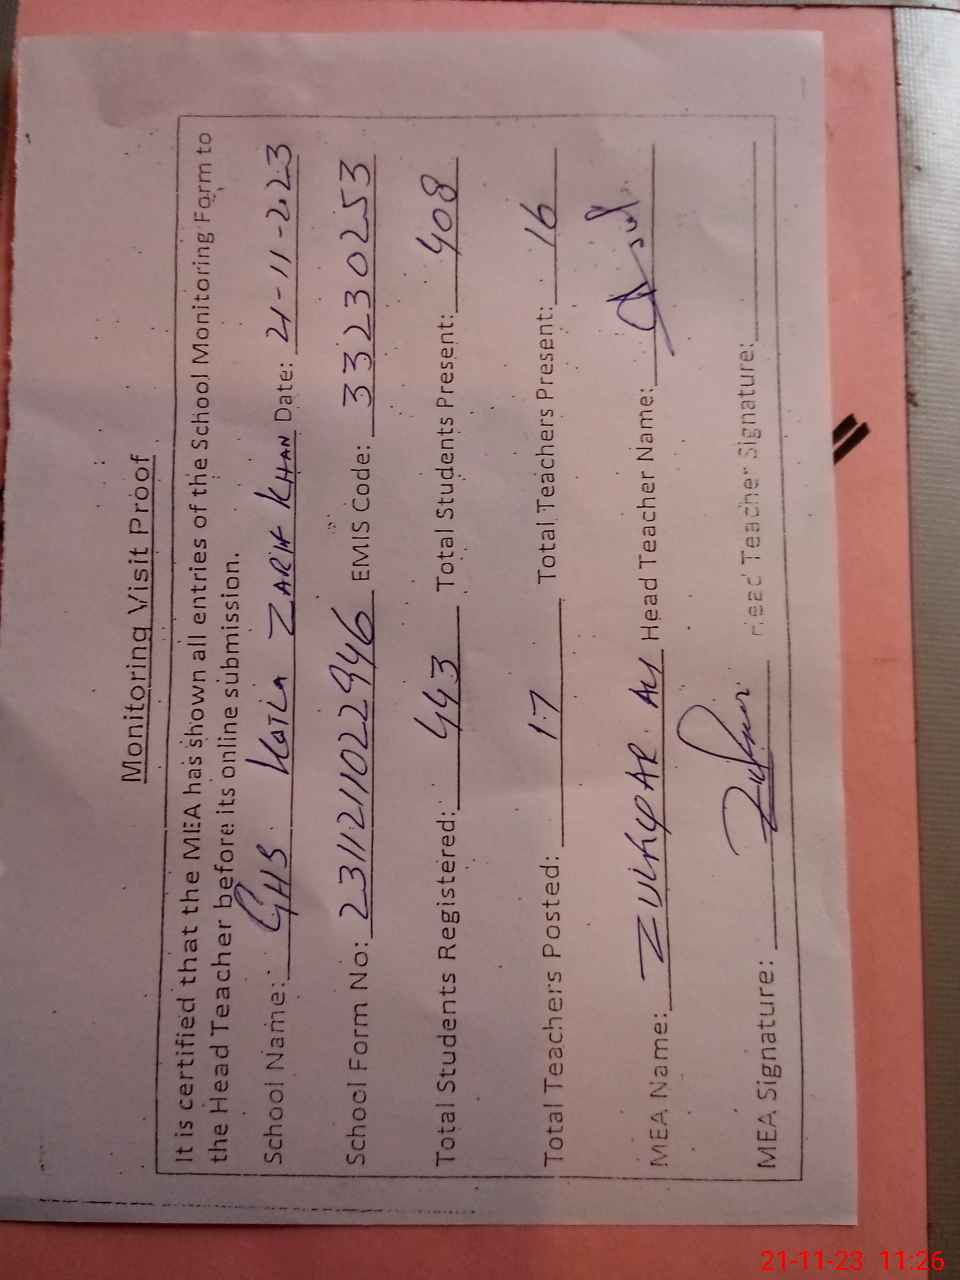 Monitoring Visit Proof
It is certified that the MEA has shown all entries of the School Monitoring Form to
the Head Teacher before its online submission.
School Name: GHS KOTLA ZARIF KHAN Date: 21-11-2023
School Form No: 2311211022946 EMIS Code: 33230253
Total Students Registered: 443 Total Students Present: 408
Total Teachers Posted: 17 Total Teachers Present: 16
MEA Name: ZULHQAR ALY Head Teacher Name:
MEA Signature: Head Teacher Signature:
21-11-23 11:26